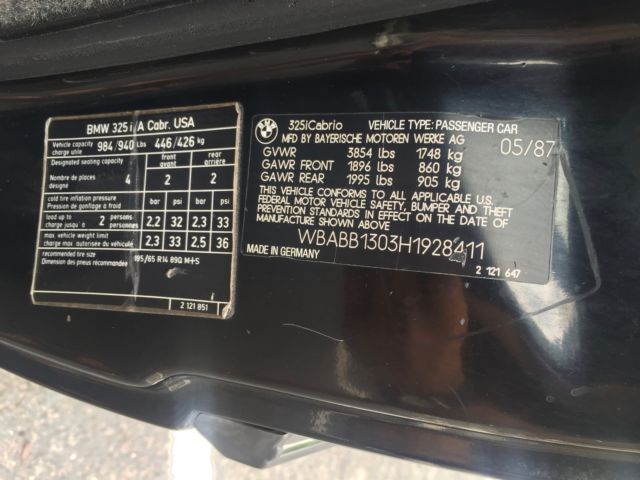 BMW 325 i/A Cabr. USA
Vehicle capacity
charge utile
984/940 Lbs 446/426 kg
Designated seating capacity
front
avant
rear
arrière
Nombre de places
désigné
4 2 2
cold tire inflation pressure
Pression de gonflage à froid
bar psi bar psi
load up to
charge jusqu'à
2 persons
personnes
2,2 32 2,3 33
max. vehicle weight limit
charge max autorisée du véhicule
2,3 33 2,5 36
recommended tire size
Dimension des pneus recommandée
195/65 R14 89Q M+S
2 121 851
BMW
325iCabrio VEHICLE TYPE: PASSENGER CAR
MFD BY BAYERISCHE MOTOREN WERKE AG
05/87
GVWR 3854 lbs 1748 kg
GAWR FRONT 1896 lbs 860 kg
GAWR REAR 1995 lbs 905 kg
THIS VEHICLE CONFORMS TO ALL APPLICABLE FEDERAL
MOTOR VEHICLE SAFETY, BUMPER AND THEFT
PREVENTION STANDARDS IN EFFECT ON THE DATE OF
MANUFACTURE SHOWN ABOVE.
WBABB1303H1928411
MADE IN GERMANY
2 121 647